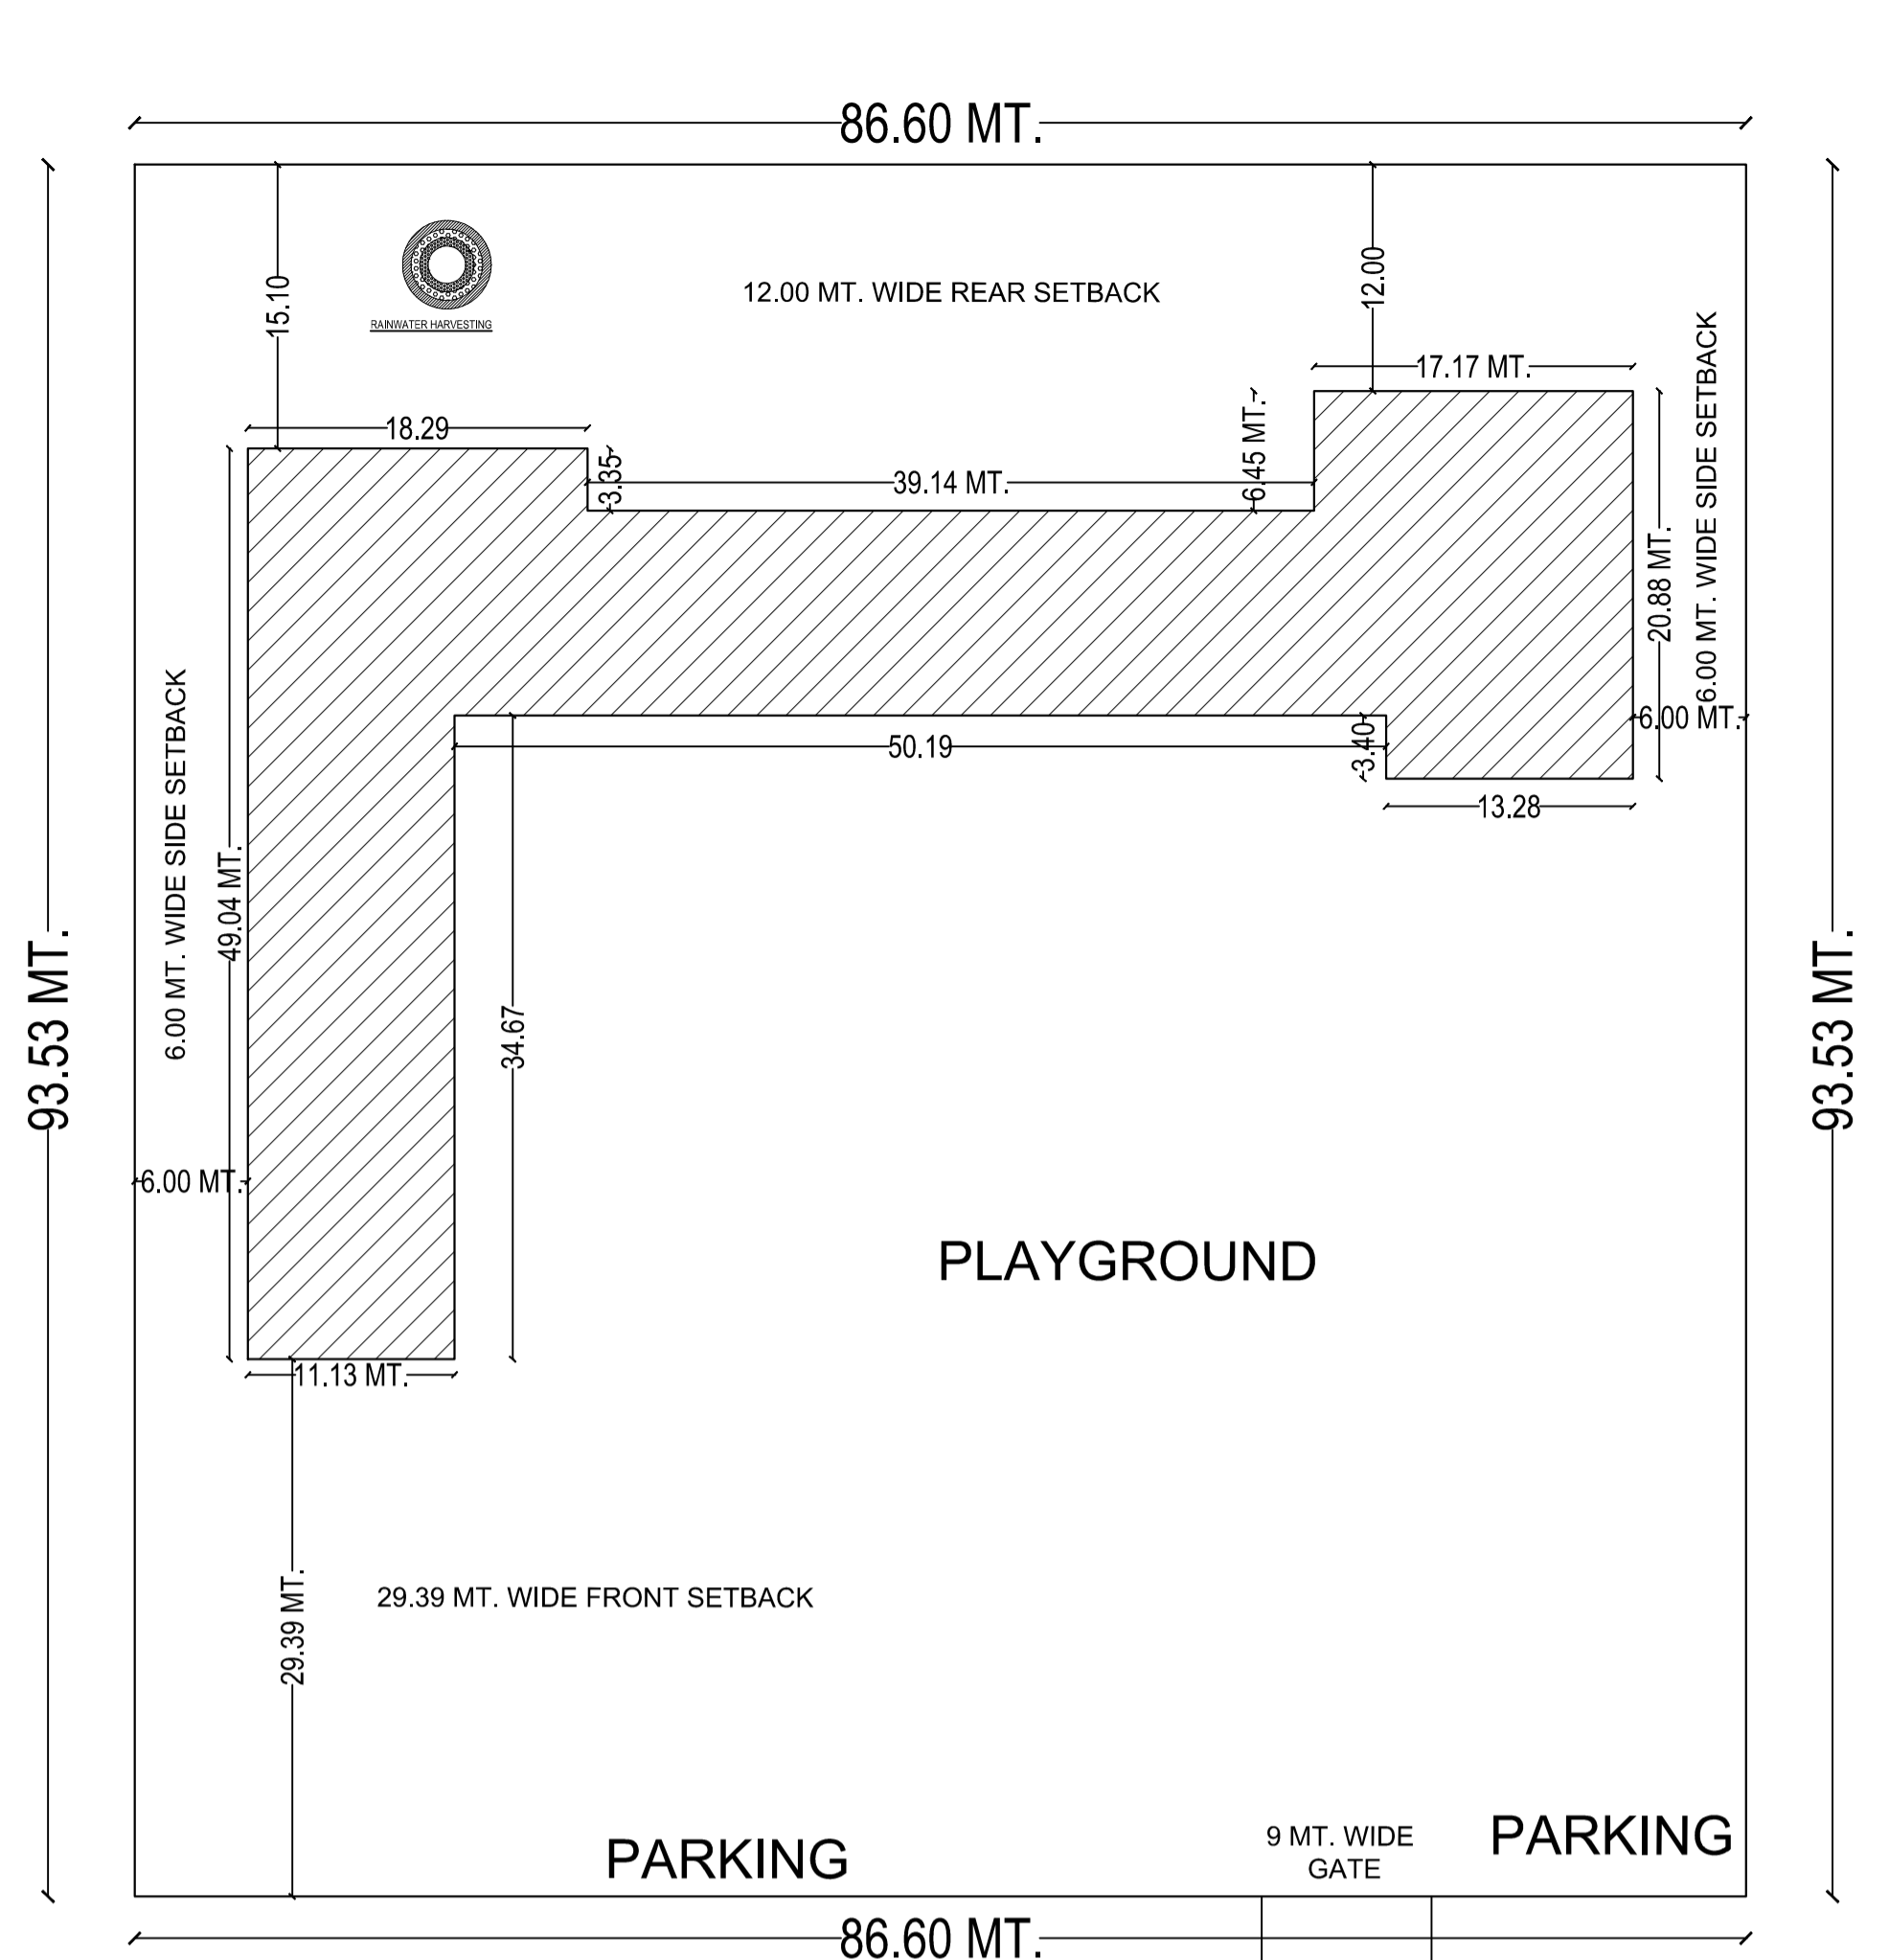 86.60 MT.
15.10
12.00
RAINWATER HARVESTING
12.00 MT. WIDE REAR SETBACK
17.17 MT.
6.00 MT. WIDE SIDE SETBACK
18.29
3.35
39.14 MT.
6.45 MT.
20.88 MT.
6.00 MT.
50.19
3.40
13.28
6.00 MT. WIDE SIDE SETBACK
49.04 MT.
93.53 MT.
93.53 MT.
34.67
6.00 MT.
PLAYGROUND
11.13 MT.
29.39 MT. WIDE FRONT SETBACK
29.39 MT.
PARKING
9 MT. WIDE
GATE
PARKING
86.60 MT.